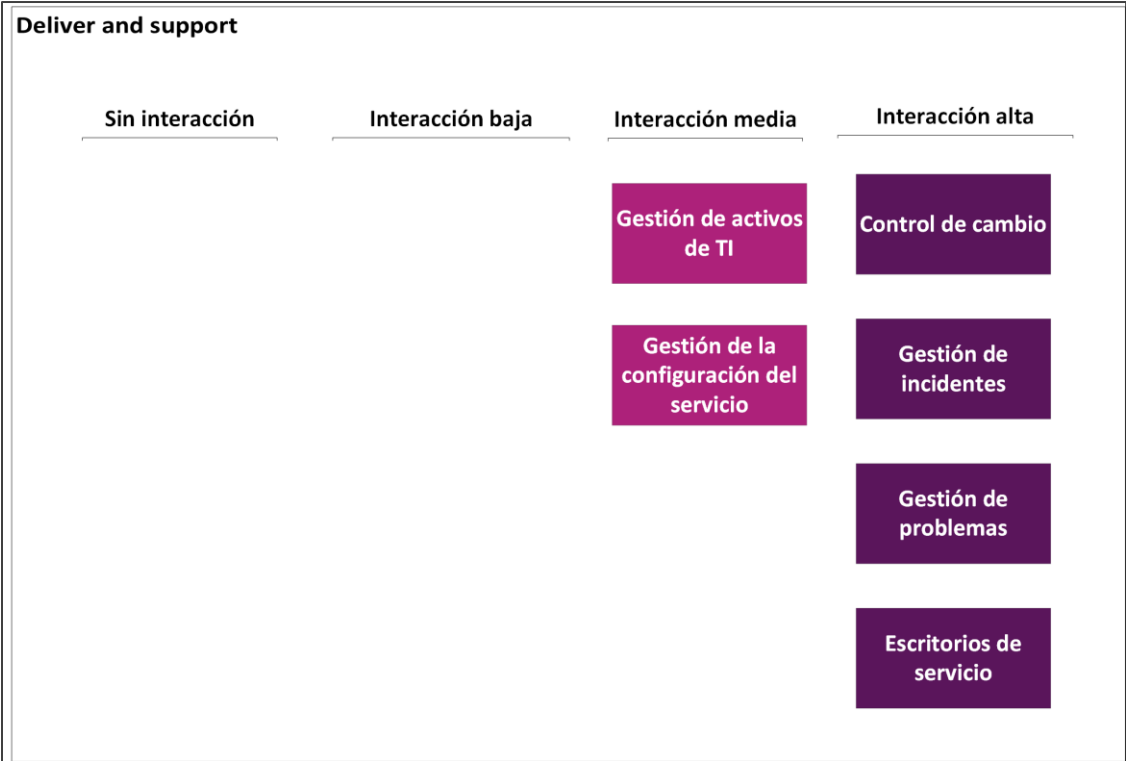 Deliver and support
Sin interacción
Interacción baja
Interacción media
Interacción alta
Gestión de activos
de TI
Control de cambio
Gestión de la
configuración del
servicio
Gestión de
incidentes
Gestión de
problemas
Escritorios de
servicio